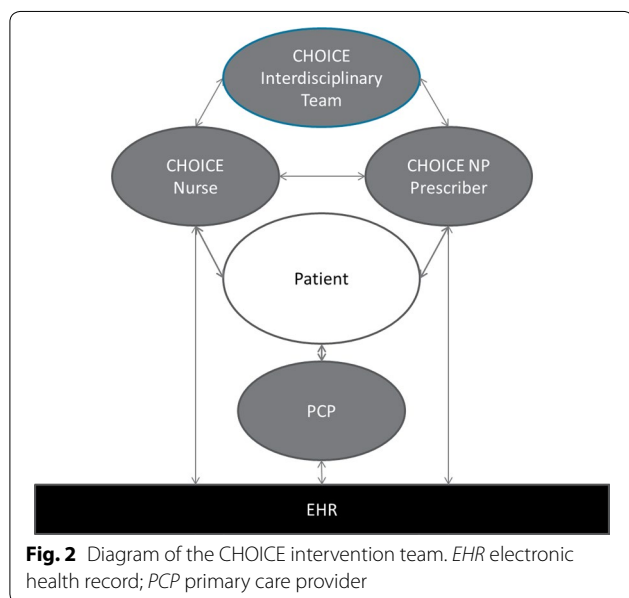 CHOICE
Interdisciplinary
Team
CHOICE
Nurse
CHOICE NP
Prescriber
Patient
PCP
EHR
Fig. 2 Diagram of the CHOICE intervention team. EHR electronic
health record; PCP primary care provider